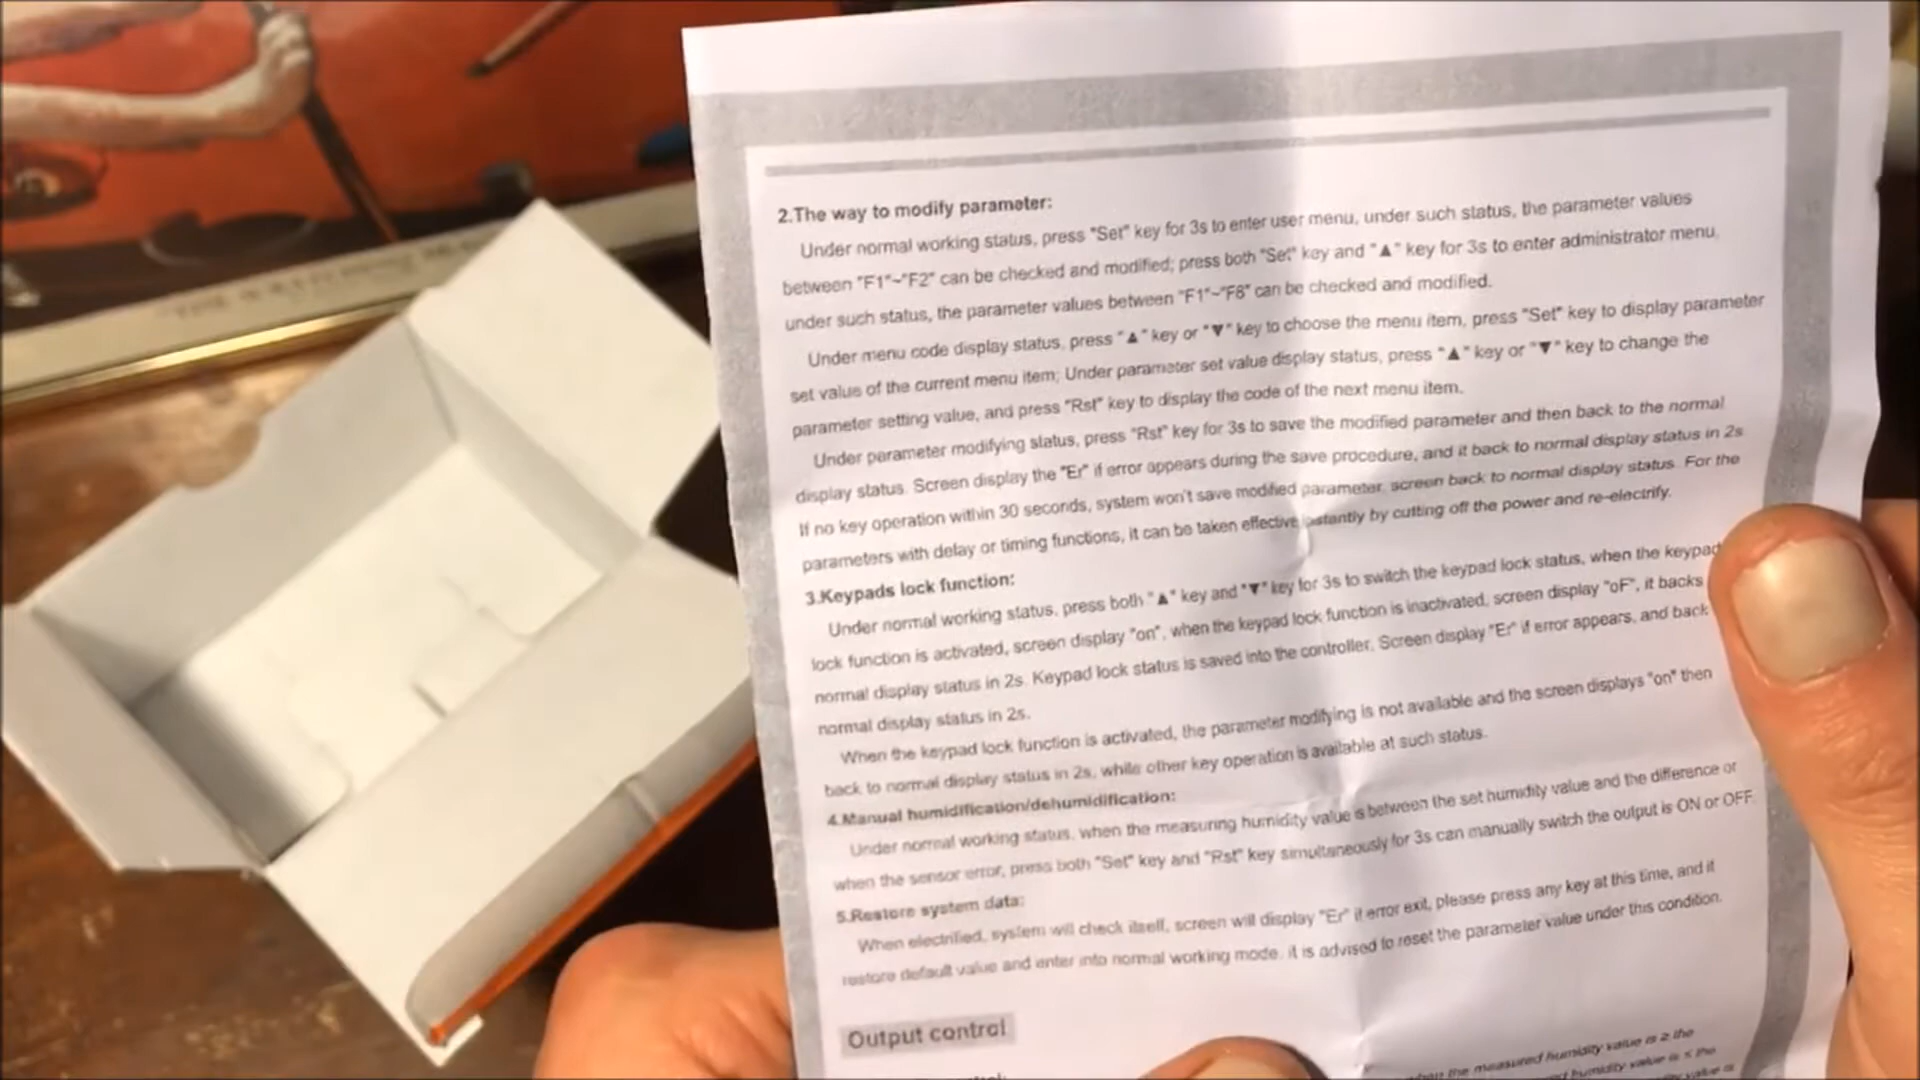 2.The way to modify parameter:
Under normal working status, press "Set" key for 3s to enter user menu, under such status, the parameter values
between "F1"~"F2" can be checked and modified; press both "Set" key and "▲" key for 3s to enter administrator menu,
under such status, the parameter values between "F1"~"F8" can be checked and modified.
Under menu code display status, press "▲" key or "▼" key to choose the menu item, press "Set" key to display parameter
set value of the current menu item; Under parameter set value display status, press "▲" key or "▼" key to change the
parameter setting value, and press "Rst" key to display the code of the next menu item.
Under parameter modifying status, press "Rst" key for 3s to save the modified parameter and then back to the normal
display status. Screen display the "Er" if error appears during the save procedure, and it back to normal display status in 2s
If no key operation within 30 seconds, system won't save modified parameter, screen back to normal display status. For the
parameters with delay or timing functions, it can be taken effective instantly by cutting off the power and re-electrify.
3.Keypads lock function:
Under normal working status, press both "▲" key and "▼" key for 3s to switch the keypad lock status, when the keypad
lock function is activated, screen display "on", when the keypad lock function is inactivated, screen display "oF", it backs
normal display status in 2s. Keypad lock status is saved into the controller. Screen display "Er" if error appears, and back
normal display status in 2s.
When the keypad lock function is activated, the parameter modifying is not available and the screen displays "on" then
back to normal display status in 2s, while other key operation is available at such status.
4.Manual humidification/dehumidification:
Under normal working status, when the measuring humidity value is between the set humidity value and the difference or
when the sensor error, press both "Set" key and "Rst" key simultaneously for 3s can manually switch the output is ON or OFF.
5.Restore system data:
When electrified, system will check itself, screen will display "Er" if error exit, please press any key at this time, and it
restore default value and enter into normal working mode. it is advised to reset the parameter value under this condition.
Output control
when the measured humidity value is ≥ the
humidity value is ≤ the
humidity value is